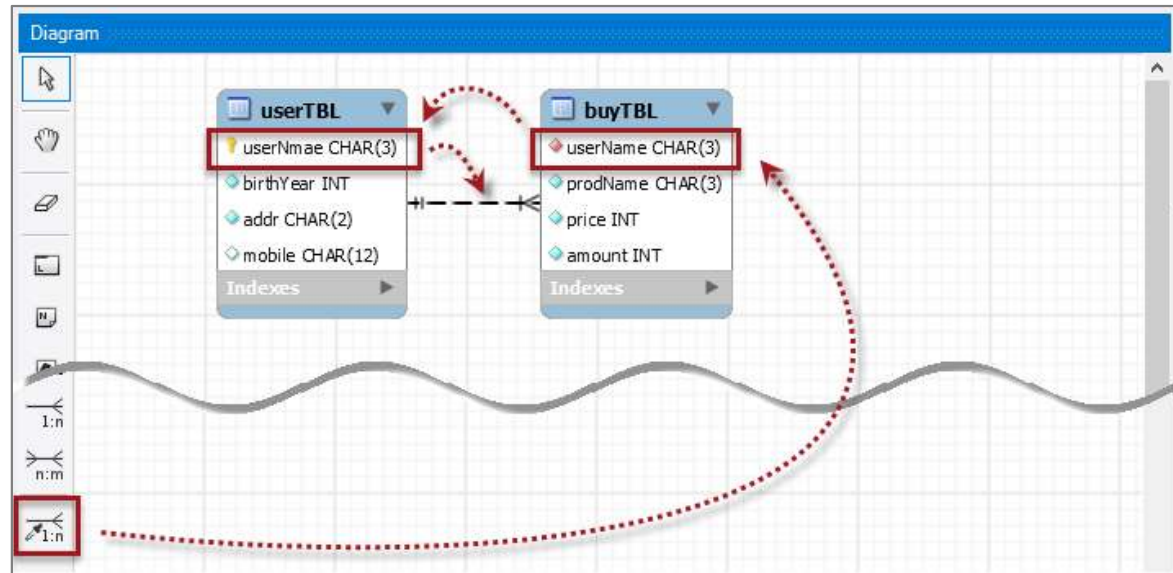 Diagram
userTBL
userNmae CHAR(3)
birthYear INT
addr CHAR(2)
mobile CHAR(12)
Indexes
buyTBL
userName CHAR(3)
prodName CHAR(3)
price INT
amount INT
Indexes
1:n
n:m
1:n